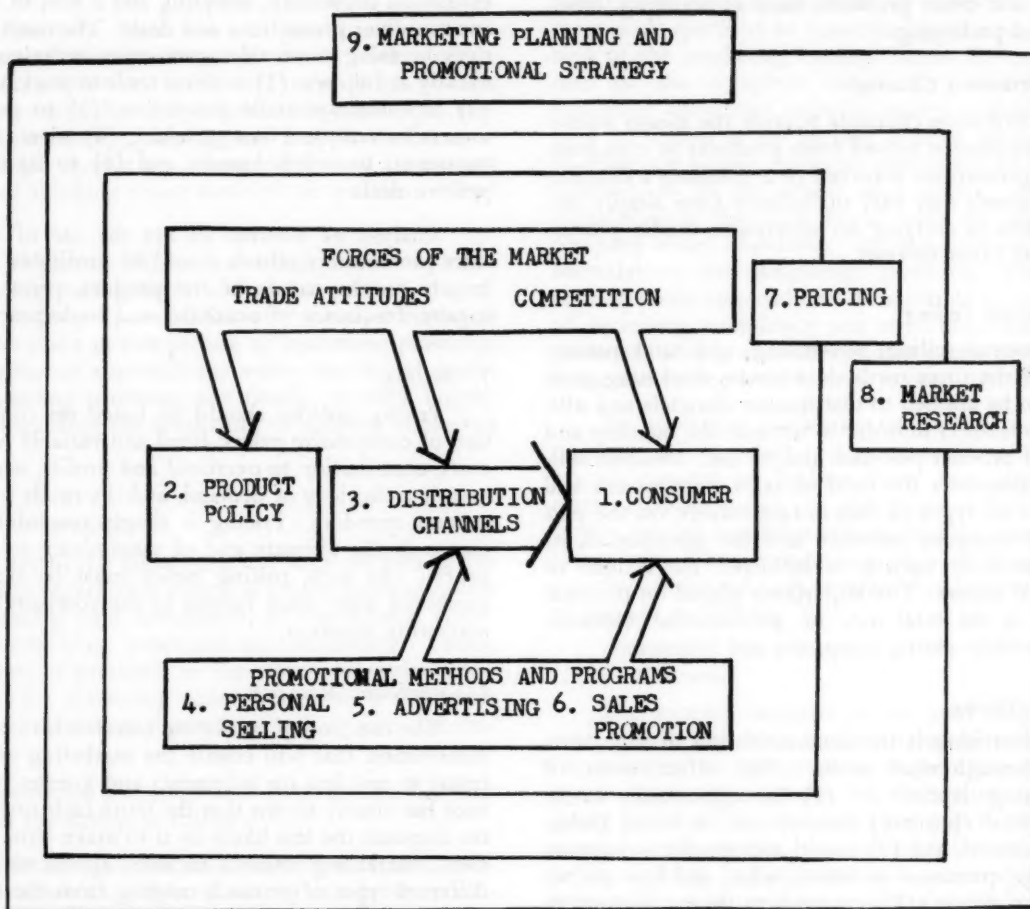 9. MARKETING PLANNING AND
PROMOTIONAL STRATEGY
FORCES OF THE MARKET
TRADE ATTITUDES COMPETITION
7. PRICING
8. MARKET
RESEARCH
2. PRODUCT
POLICY
3. DISTRIBUTION
CHANNELS
1. CONSUMER
PROMOTIONAL METHODS AND PROGRAMS
4. PERSONAL 5. ADVERTISING 6. SALES
SELLING PROMOTION